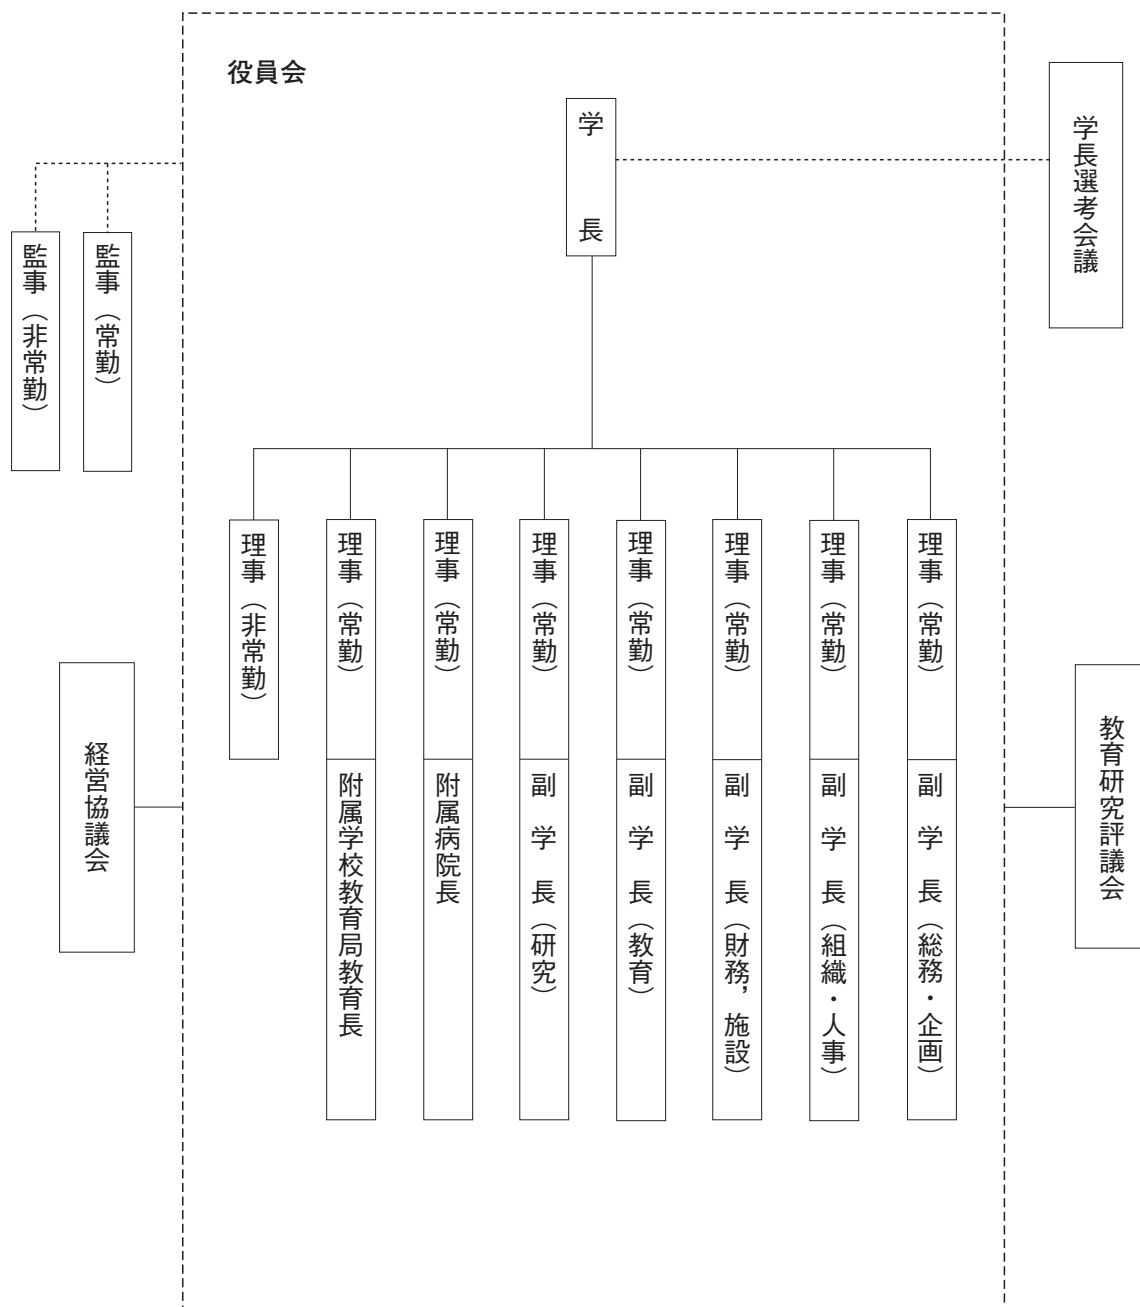 役員会
学長
学長選考会議
監事（常勤）
監事（非常勤）
理事（常勤）
副学長（総務・企画）
理事（常勤）
副学長（組織・人事）
理事（常勤）
副学長（財務，施設）
理事（常勤）
副学長（教育）
理事（常勤）
副学長（研究）
理事（常勤）
附属病院長
理事（常勤）
附属学校教育局教育長
理事（非常勤）
教育研究評議会
経営協議会